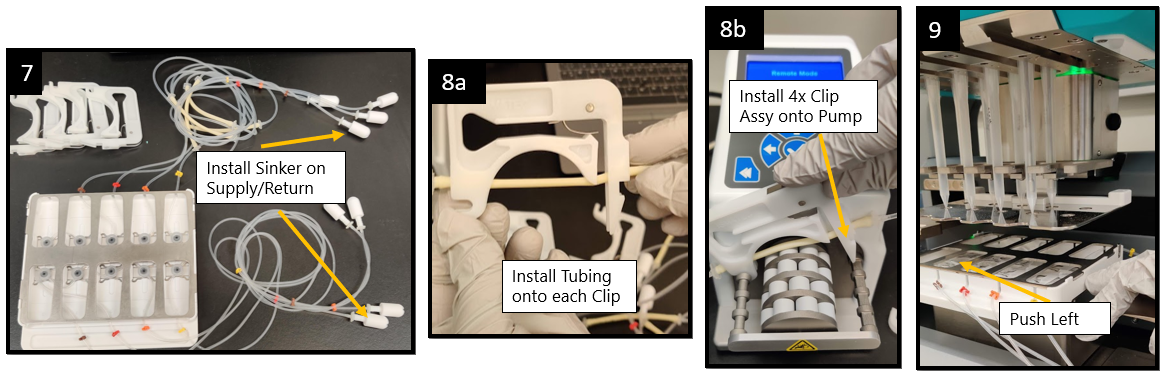 7
Install Sinker on
Supply/Return
8a
Install Tubing
onto each Clip
8b
Remote Mode
Install 4x Clip
Assy onto Pump
9
Push Left